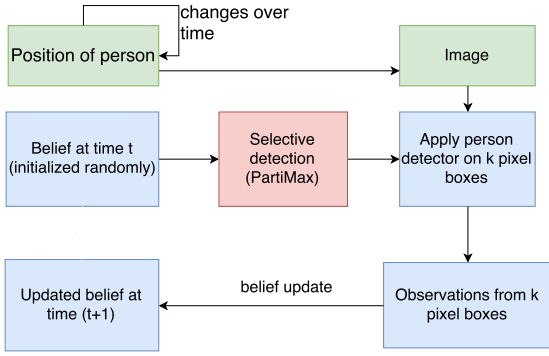 changes over
time
Position of person
Image
Belief at time t
(initialized randomly)
Selective
detection
(PartiMax)
Apply person
detector on k pixel
boxes
Updated belief at
time (t+1)
belief update
Observations from k
pixel boxes